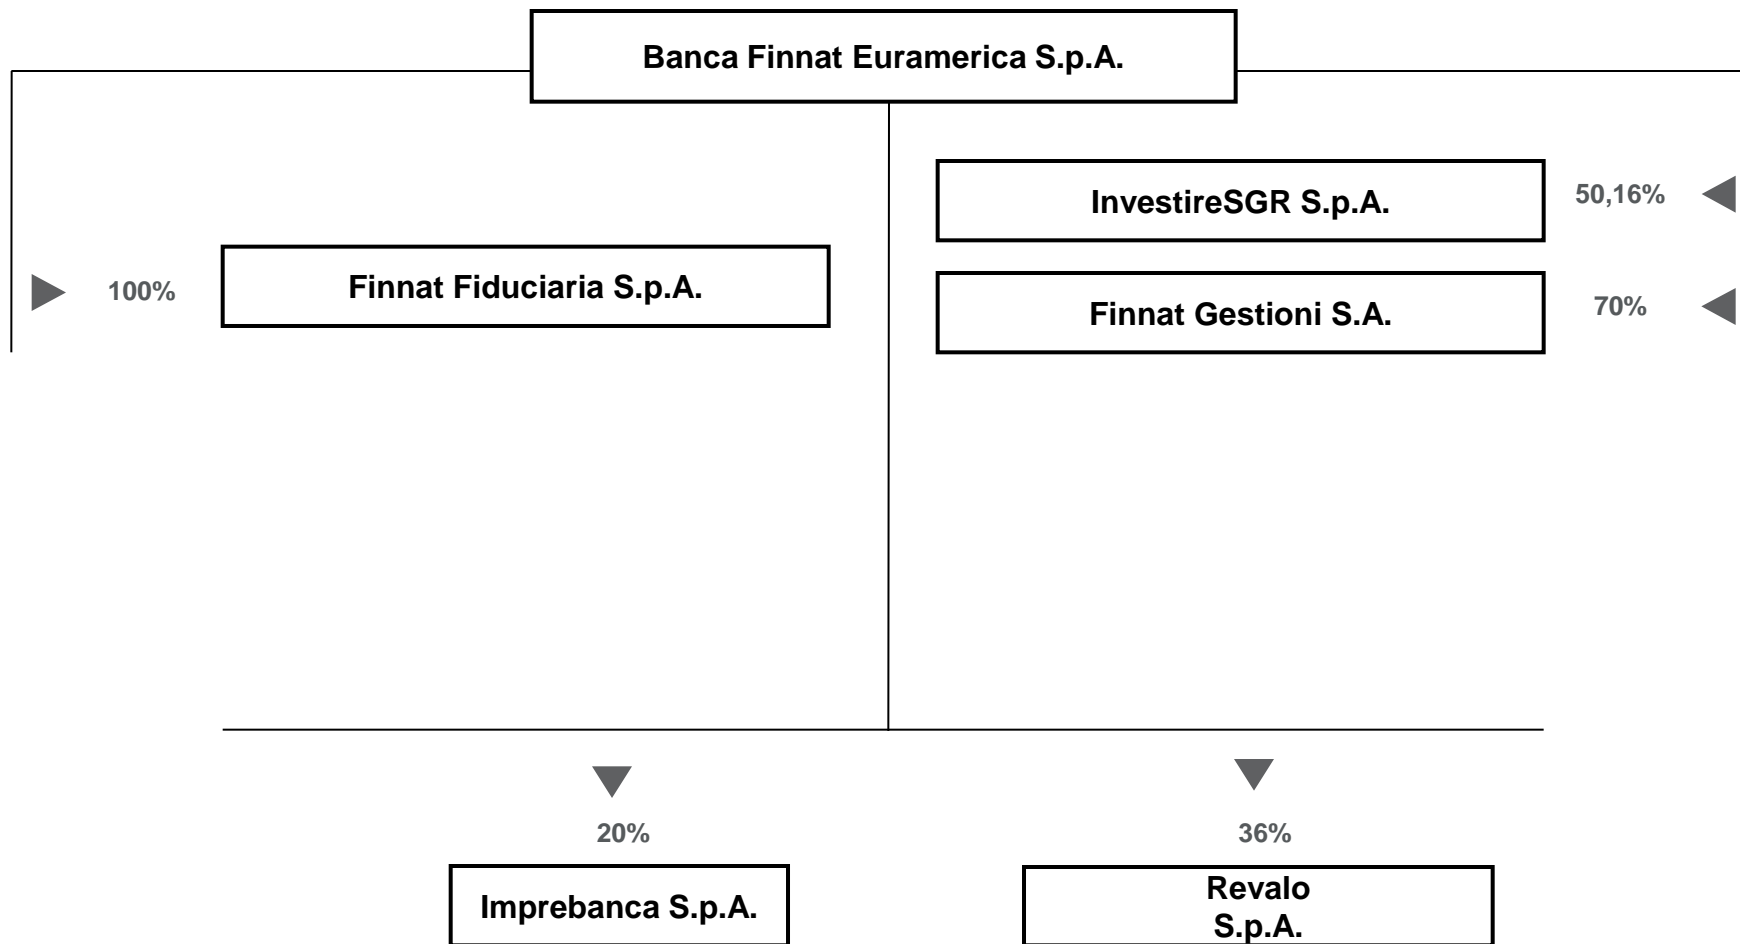 Banca Finnat Euramerica S.p.A.
InvestireSGR S.p.A.
50,16%
100%
Finnat Fiduciaria S.p.A.
Finnat Gestioni S.A.
70%
20%
36%
Imprebanca S.p.A.
Revalo
S.p.A.